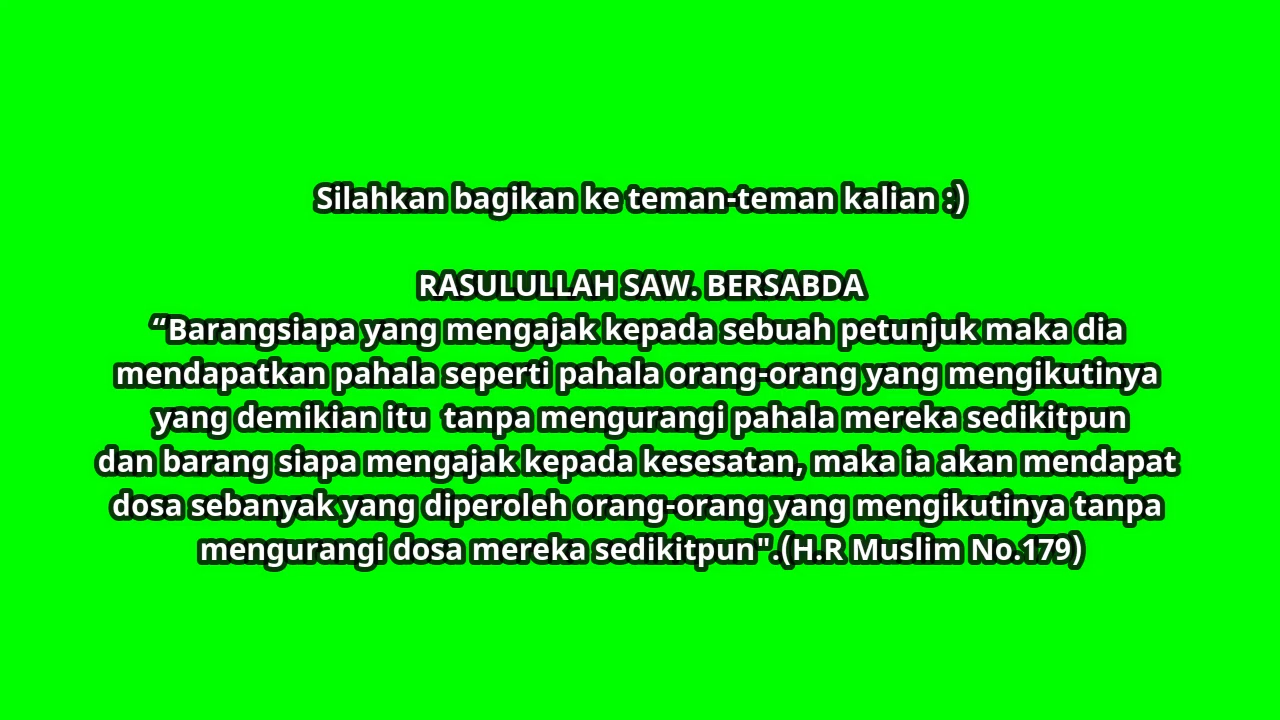 Silahkan bagikan ke teman-teman kalian :)
RASULULLAH SAW. BERSABDA
“Barangsiapa yang mengajak kepada sebuah petunjuk maka dia
mendapatkan pahala seperti pahala orang-orang yang mengikutinya
yang demikian itu  tanpa mengurangi pahala mereka sedikitpun
dan barang siapa mengajak kepada kesesatan, maka ia akan mendapat
dosa sebanyak yang diperoleh orang-orang yang mengikutinya tanpa
mengurangi dosa mereka sedikitpun".(H.R Muslim No.179)